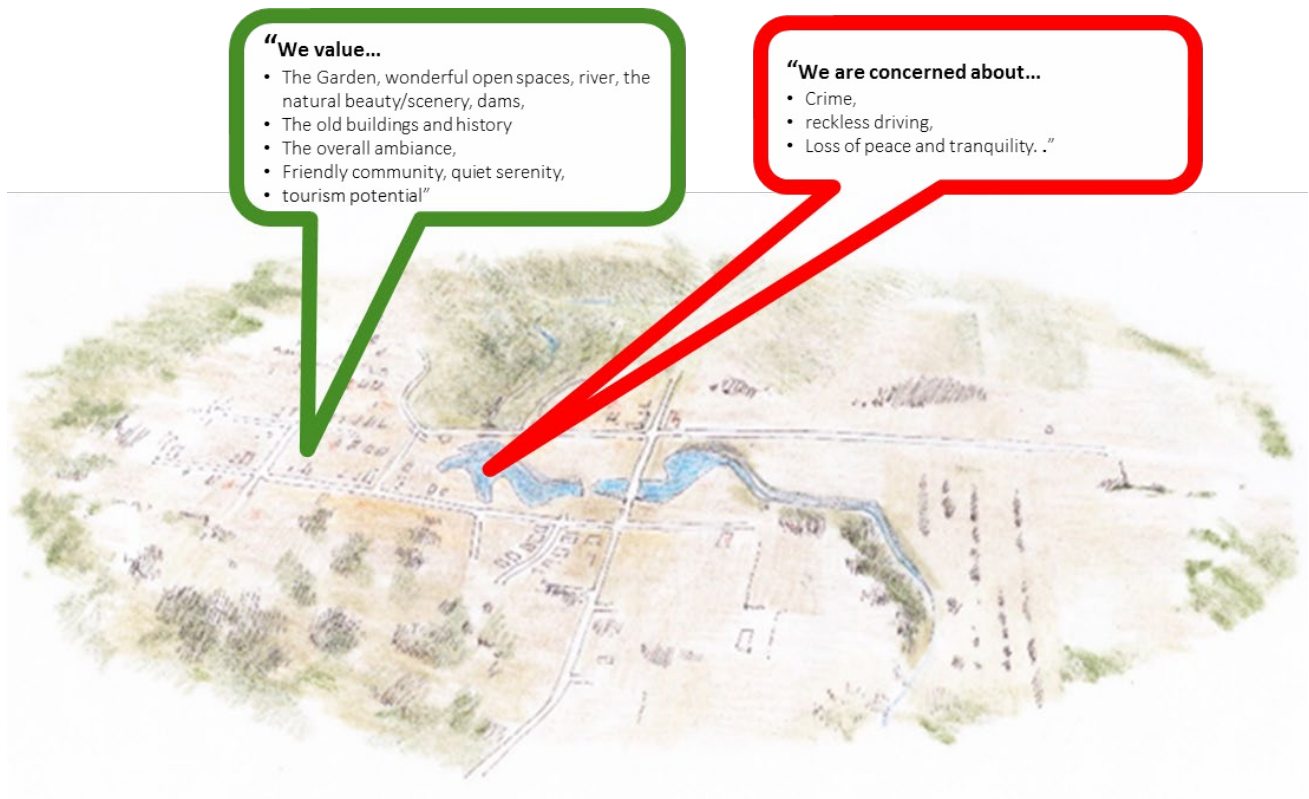 “We value...
• The Garden, wonderful open spaces, river, the
natural beauty/scenery, dams,
• The old buildings and history
• The overall ambiance,
• Friendly community, quiet serenity,
• tourism potential”
“We are concerned about...
• Crime,
• reckless driving,
• Loss of peace and tranquility. .”